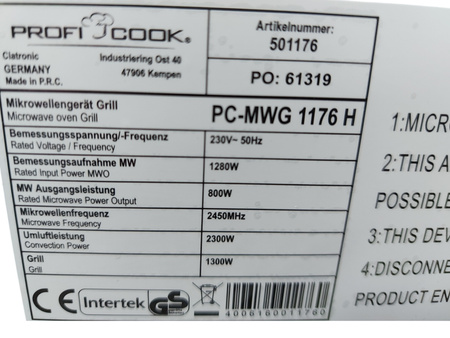 PROFI COOK®
Clatronic
GERMANY
Made in P.R.C.
Industriering Ost 40
47906 Kempen
Artikelnummer:
501176
PO: 61319
Mikrowellengerät Grill
Microwave oven Grill
PC-MWG 1176 H
Bemessungsspannung/-Frequenz
Rated Voltage / Frequency
230V~ 50Hz
Bemessungsaufnahme MW
Rated Input Power MWO
1280W
MW Ausgangsleistung
Rated Microwave Power Output
800W
Mikrowellenfrequenz
Microwave Frequency
2450MHz
Umluftleistung
Convection Power
2300W
Grill
Grill
1300W
CE Intertek GS
4006160011760
1:MICR
2:THIS A
POSSIBLE
3:THIS DEV
4:DISCONNE
PRODUCT EN